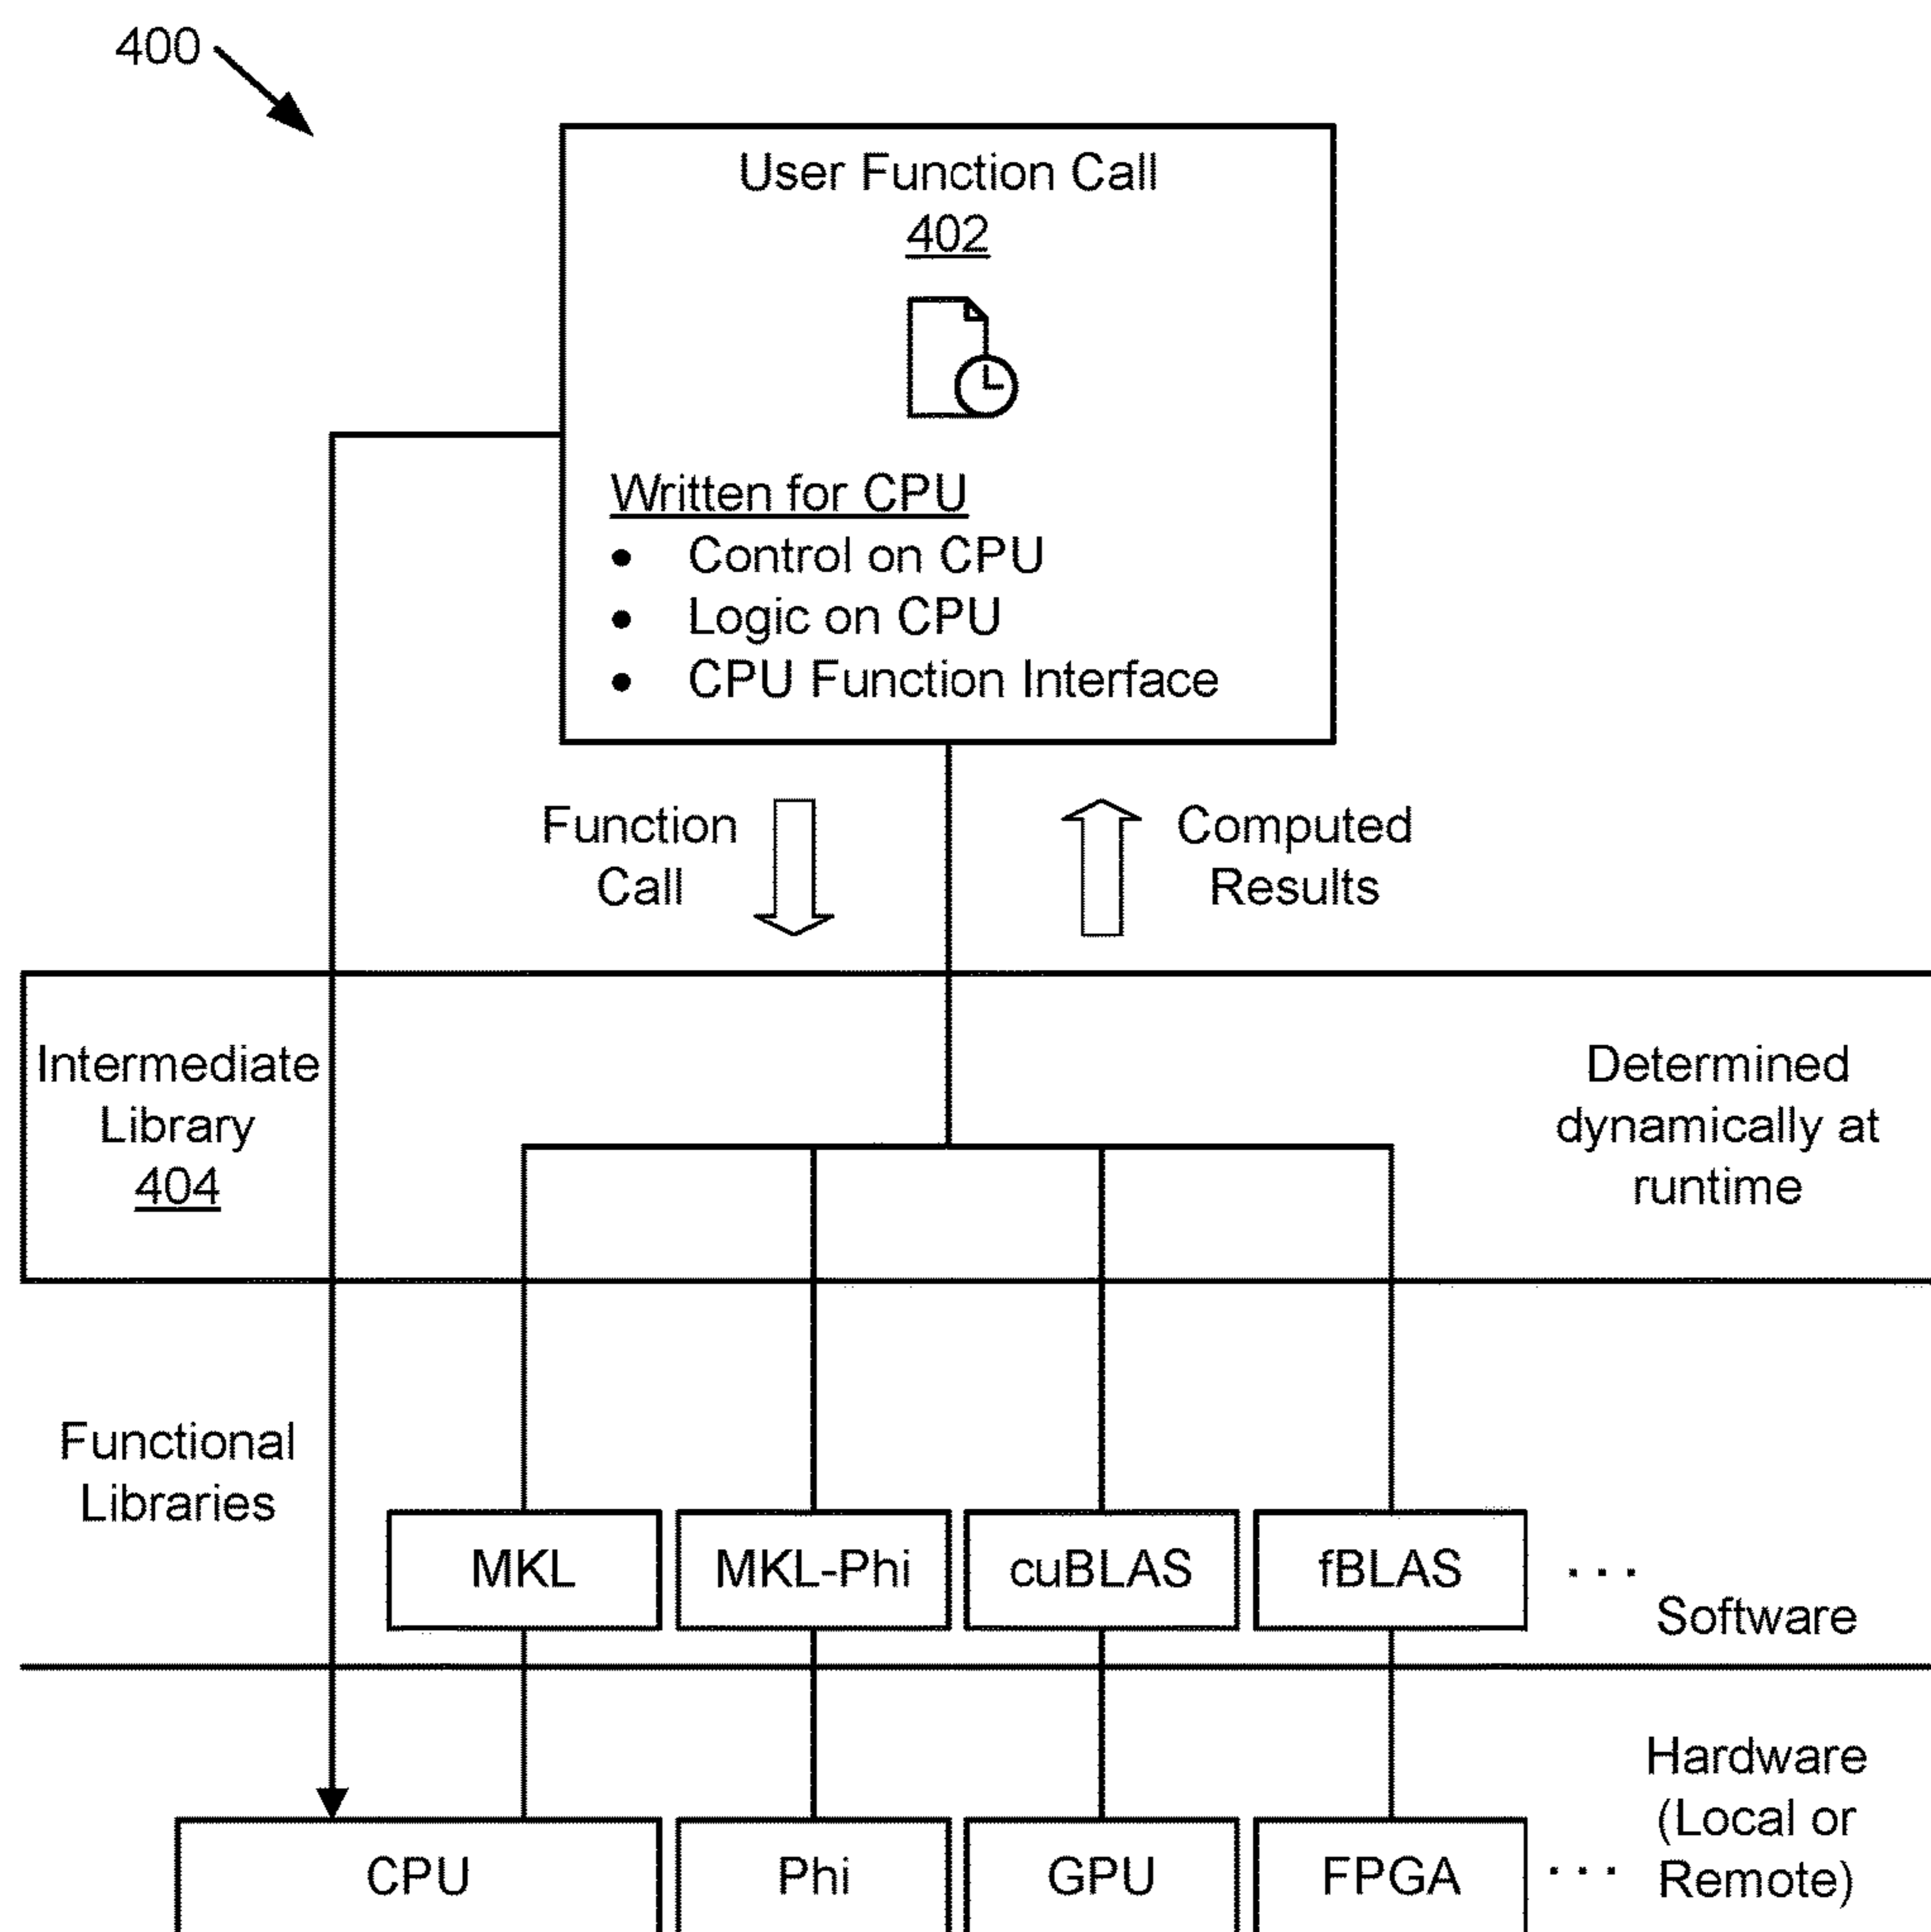 400
User Function Call
402
Written for CPU
• Control on CPU
• Logic on CPU
• CPU Function Interface
Function
Call
Computed
Results
Intermediate
Library
404
Determined
dynamically at
runtime
Functional
Libraries
MKL
MKL-Phi
cuBLAS
fBLAS
...
Software
CPU
Phi
GPU
FPGA
...
Hardware
(Local or
Remote)